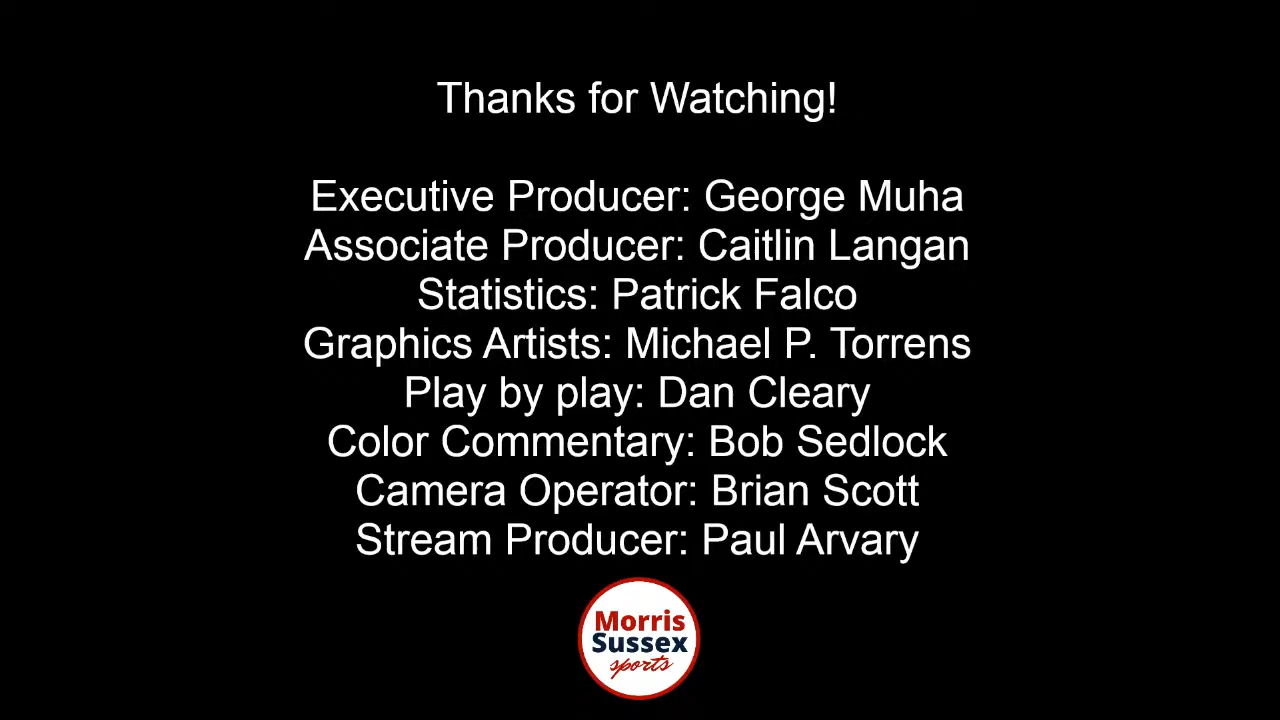 Thanks for Watching!
Executive Producer: George Muha
Associate Producer: Caitlin Langan
Statistics: Patrick Falco
Graphics Artists: Michael P. Torrens
Play by play: Dan Cleary
Color Commentary: Bob Sedlock
Camera Operator: Brian Scott
Stream Producer: Paul Arvary
Morris
Sussex
sports